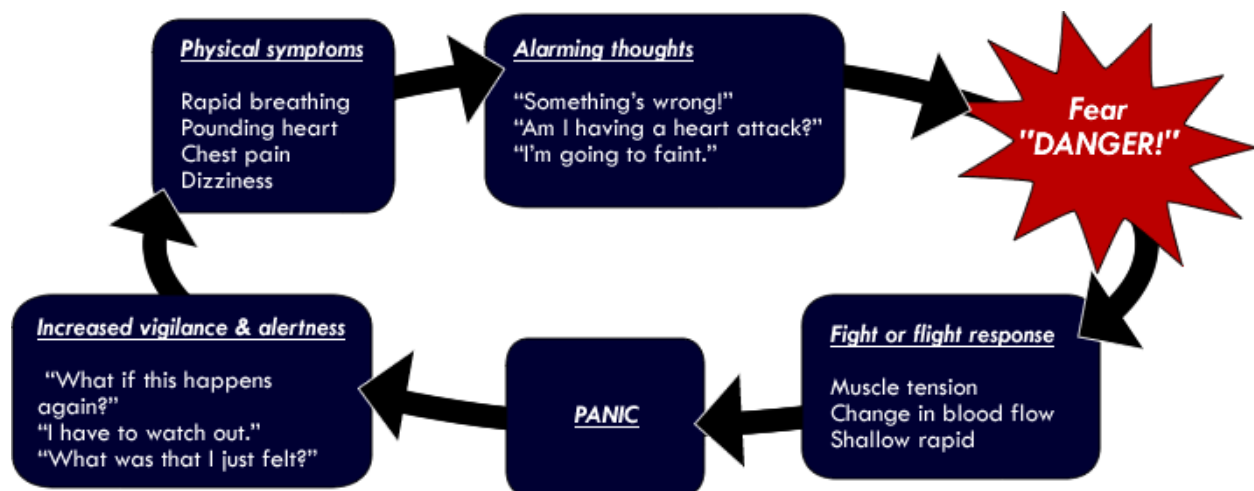 Physical symptoms
Rapid breathing
Pounding heart
Chest pain
Dizziness
Alarming thoughts
“Something’s wrong!”
“Am I having a heart attack?”
“I’m going to faint.”
Fear
"DANGER!"
Fight or flight response
Muscle tension
Change in blood flow
Shallow rapid
PANIC
Increased vigilance & alertness
“What if this happens
again?”
“I have to watch out.”
“What was that I just felt?”